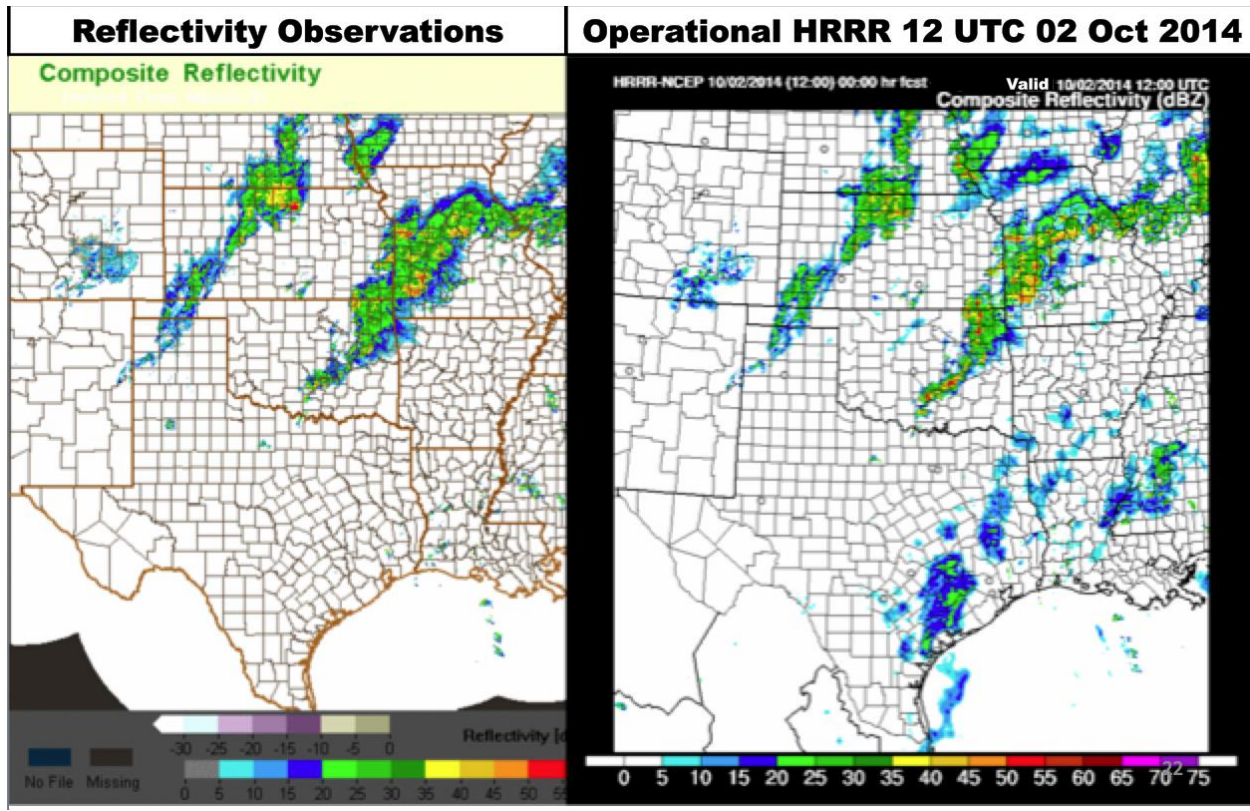 Reflectivity Observations
Operational HRRR 12 UTC 02 Oct 2014
Composite Reflectivity
HRRR-NCEP 10/02/2014 (12:00) 00:00 hr fcst
Valid 10/02/2014 12:00 UTC
Composite Reflectivity (dBZ)
-30 -25 -20 -15 -10 -5 0
Reflectivity [d
No File
Missing
0 5 10 15 20 25 30 35 40 45 50 55
0 5 10 15 20 25 30 35 40 45 50 55 60 65 70 75
22